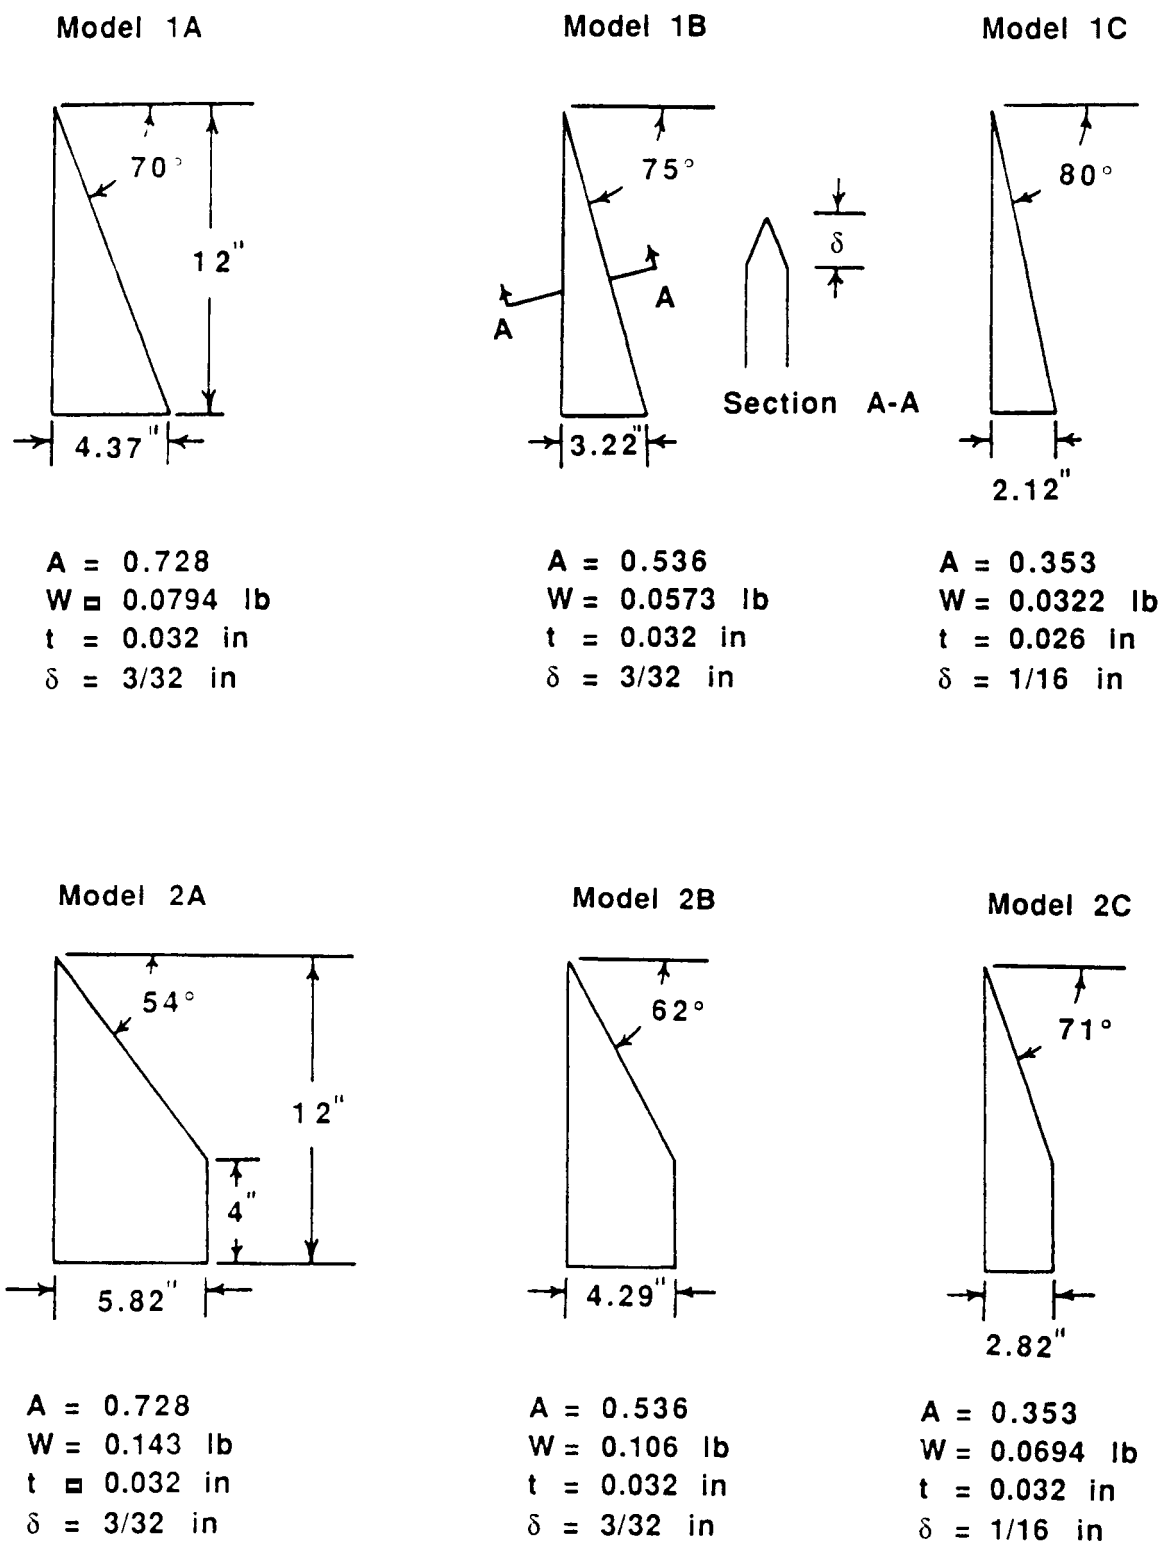 Model 1A
70°
12"
4.37"
A = 0.728
W = 0.0794 lb
t = 0.032 in
δ = 3/32 in
Model 1B
75°
A
A
δ
Section A-A
3.22"
A = 0.536
W = 0.0573 lb
t = 0.032 in
δ = 3/32 in
Model 1C
80°
2.12"
A = 0.353
W = 0.0322 lb
t = 0.026 in
δ = 1/16 in
Model 2A
54°
12"
4"
5.82"
A = 0.728
W = 0.143 lb
t = 0.032 in
δ = 3/32 in
Model 2B
62°
4.29"
A = 0.536
W = 0.106 lb
t = 0.032 in
δ = 3/32 in
Model 2C
71°
2.82"
A = 0.353
W = 0.0694 lb
t = 0.032 in
δ = 1/16 in